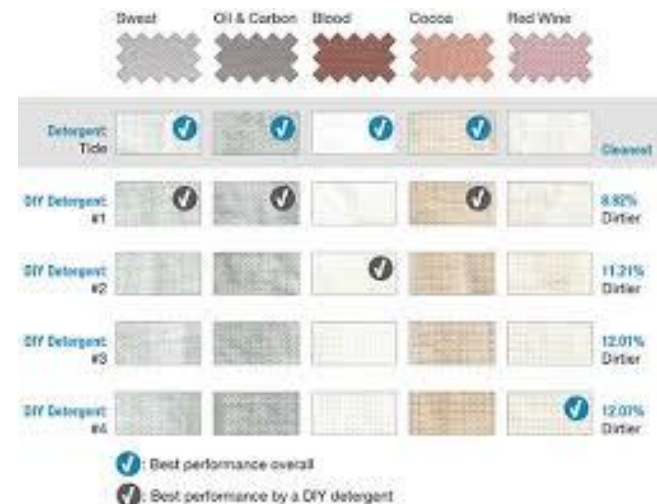 Sweat Oil & Carbon Blood Cocoa Red Wine
Detergent
Tide
Cleanest
DIY Detergent
#1
8.92%
Dirtier
DIY Detergent
#2
11.21%
Dirtier
DIY Detergent
#3
12.01%
Dirtier
DIY Detergent
#4
12.07%
Dirtier
: Best performance overall
: Best performance by a DIY detergent